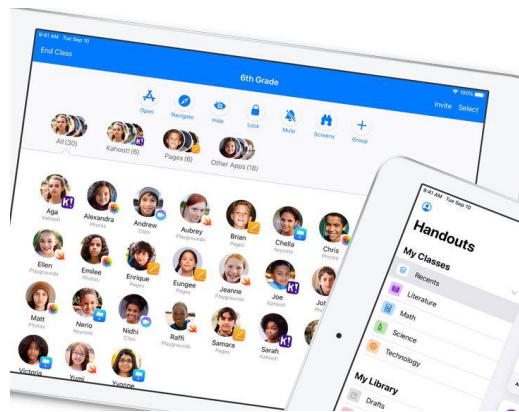 9:41 AM Tue Sep 10
100%
End Class
6th Grade
Invite Select
Open Navigate Hide Lock Mute Screens Group
All (30) Kahoot! (6) Pages (6) Other Apps (18)
Aga Alexandra Andrew Aubrey Brian Chella Chris
Kahoot! Photos Clips Playgrounds Pages Keynote Photos
Ellen Emilee Enrique Eungee Jeanne Joe
Playgrounds Photos Pages Pages Playgrounds Kahoot!
Matt Nerio Nidhi Raffi Samara Sarah
Photos Keynote Clips Playgrounds Pages Kahoot!
Victoria Yumi Yvonne
9:41 AM Tue Sep 10
Handouts
My Classes
Recents
Literature
Math
Science
Technology
My Library
Drafts